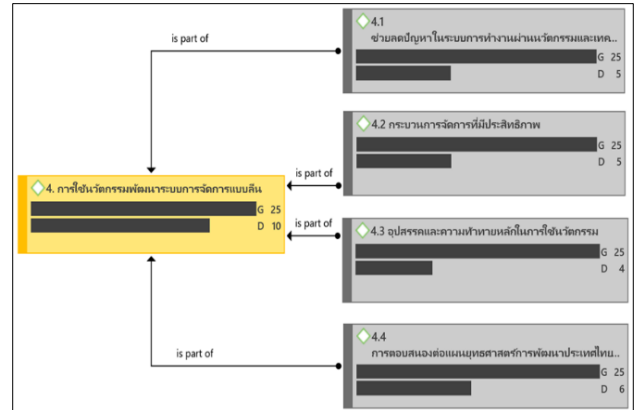 4.1
ช่วยลดปัญหาในระบบการทำงานผ่านนวัตกรรมและเทค...
G 25
D 5
is part of
4.2 กระบวนการจัดการที่มีประสิทธิภาพ
G 25
D 5
is part of
4. การใช้นวัตกรรมพัฒนาระบบการจัดการแบบลีน
G 25
D 10
is part of
4.3 อุปสรรคและความท้าทายหลักในการใช้นวัตกรรม
G 25
D 4
is part of
4.4
การตอบสนองต่อแผนยุทธศาสตร์การพัฒนาประเทศไทย...
G 25
D 6